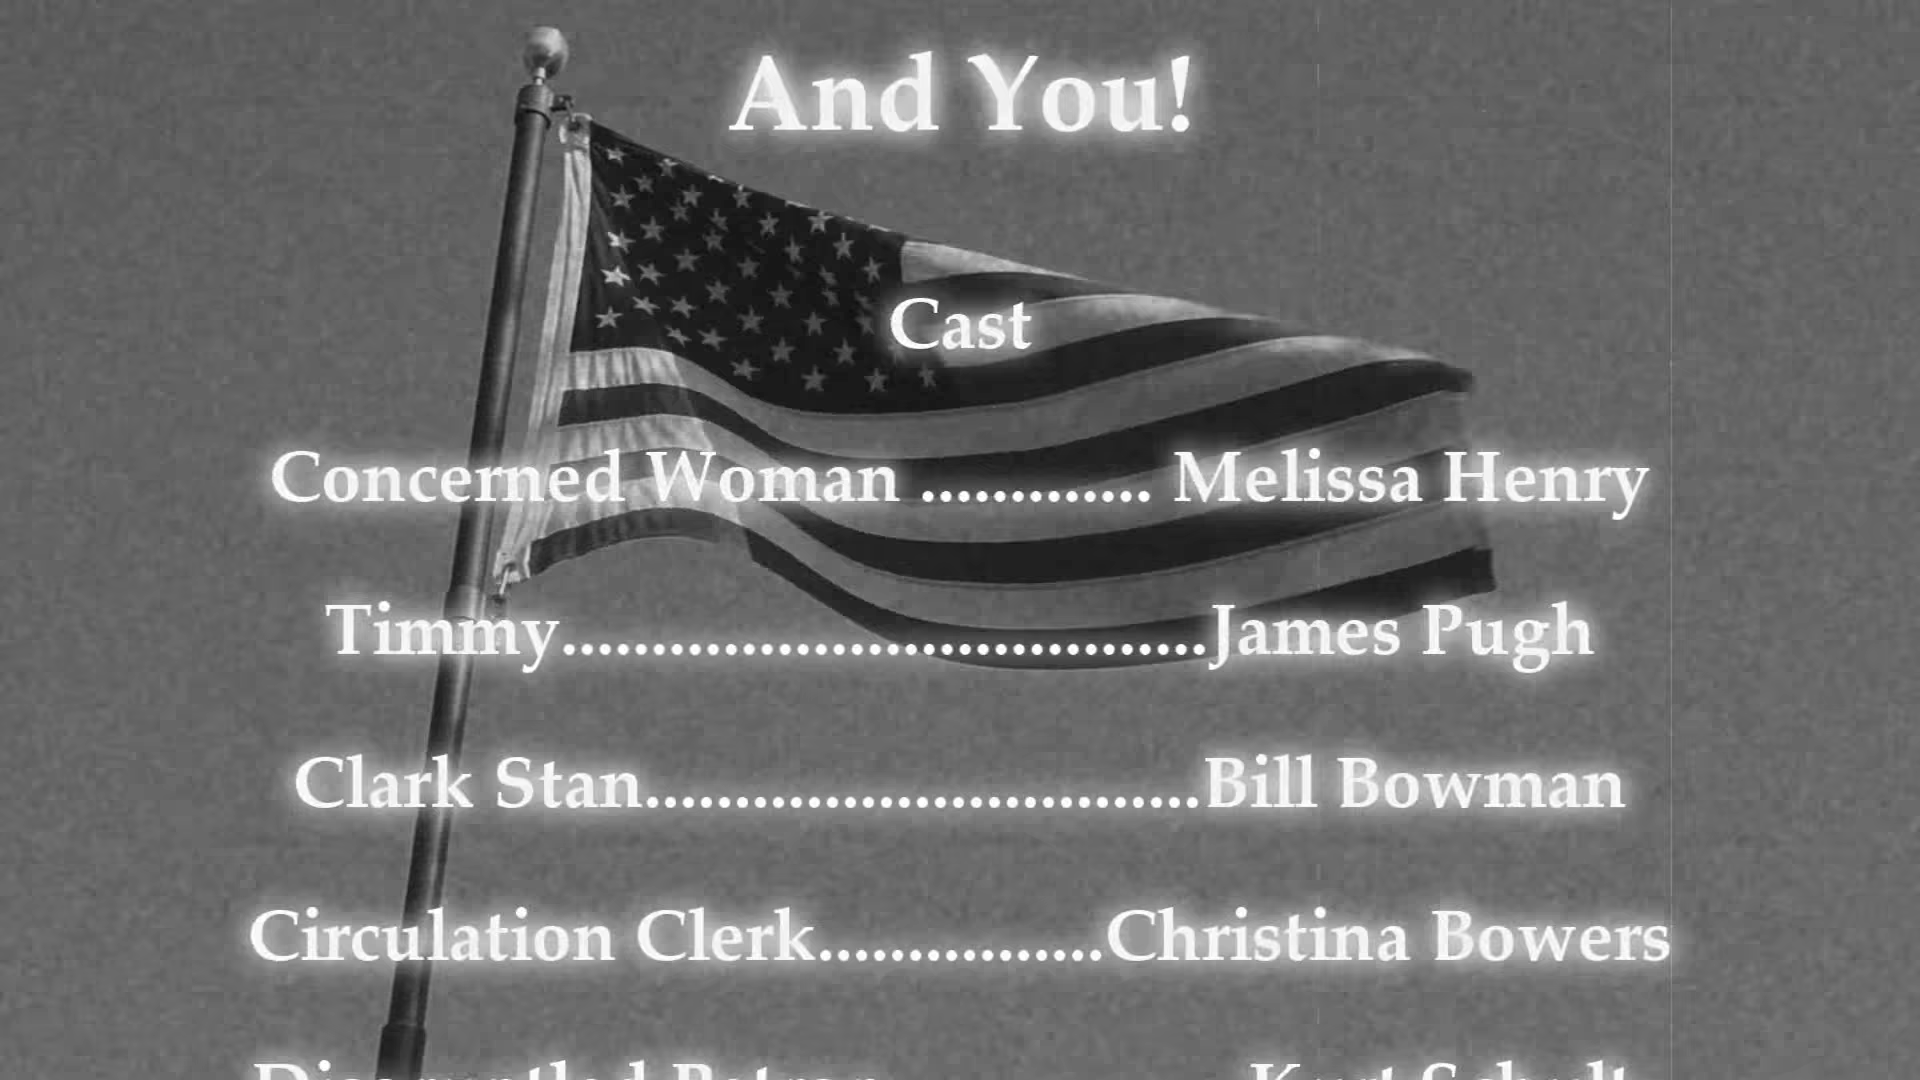 And You!
Cast
Concerned Woman ............. Melissa Henry
Timmy....................................James Pugh
Clark Stan...............................Bill Bowman
Circulation Clerk................Christina Bowers